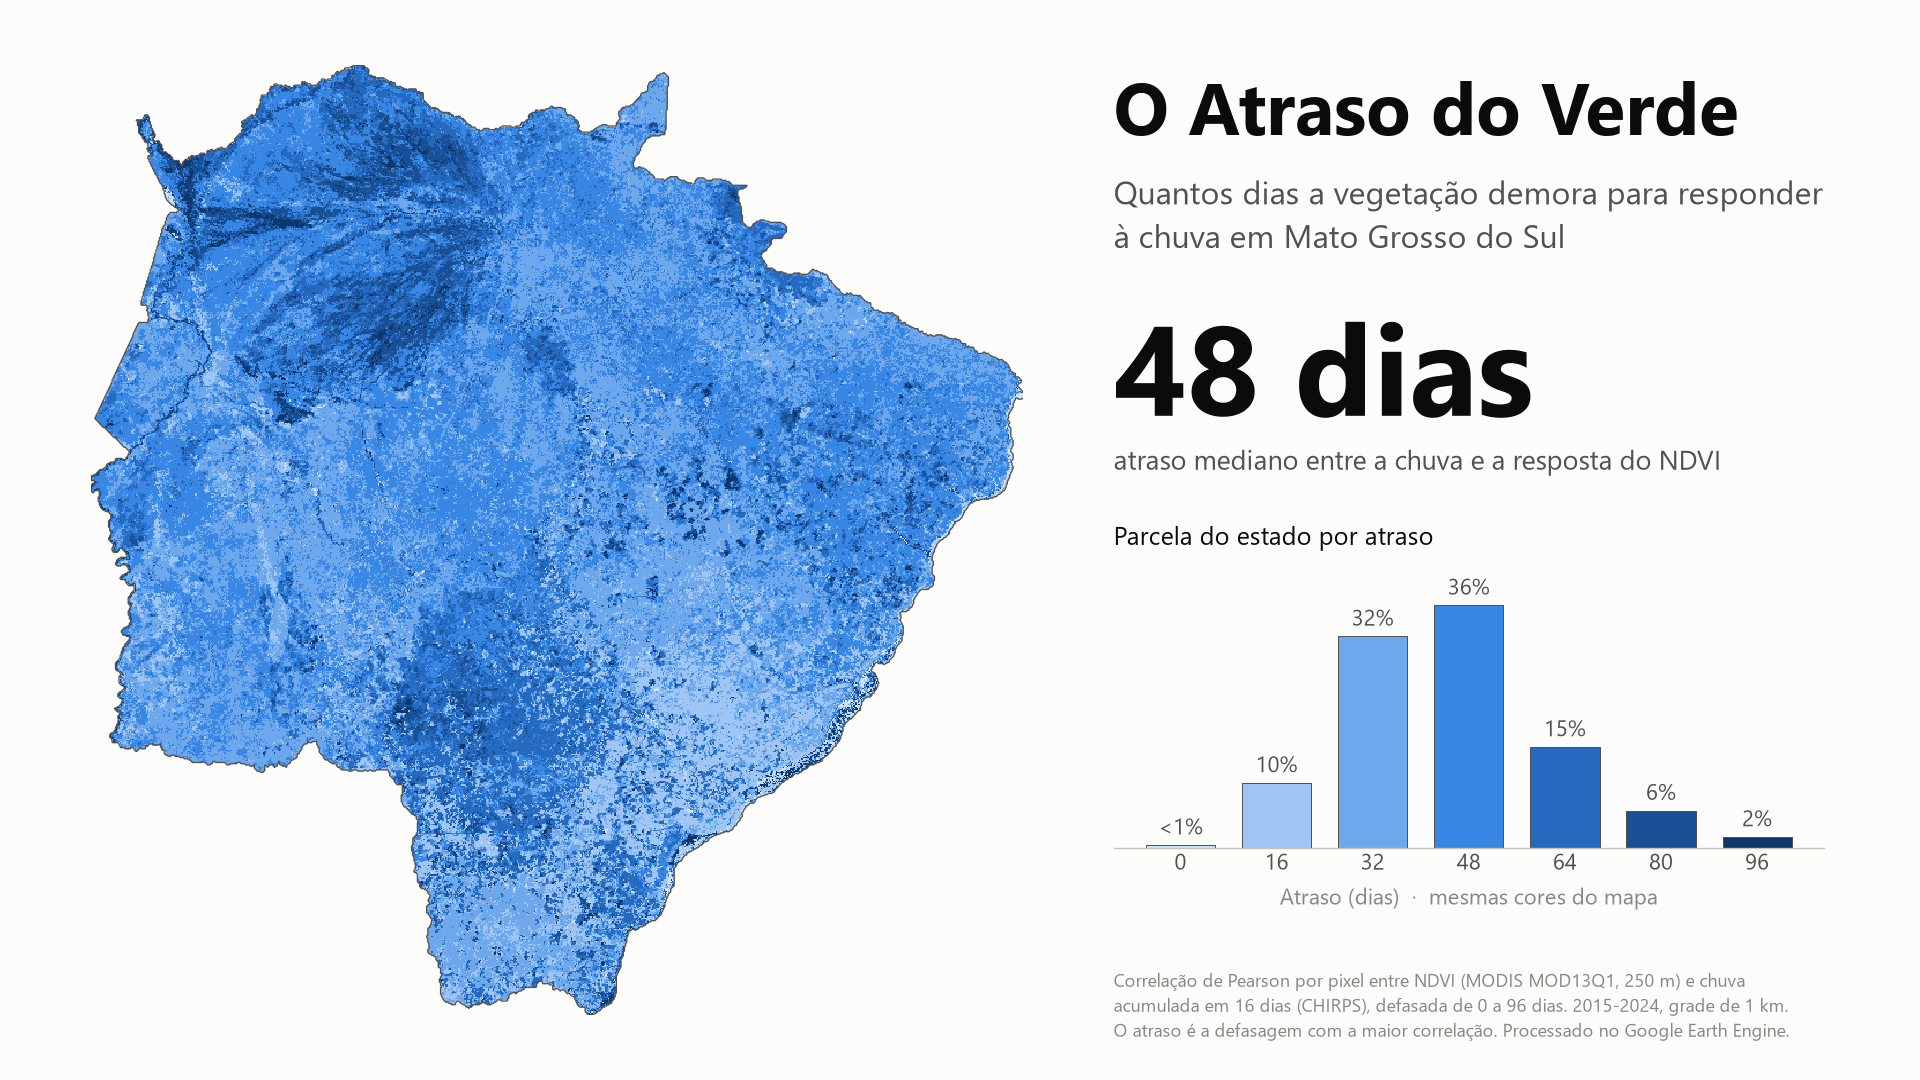 O Atraso do Verde
Quantos dias a vegetação demora para responder
à chuva em Mato Grosso do Sul
48 dias
atraso mediano entre a chuva e a resposta do NDVI
Parcela do estado por atraso
<1%
10%
32%
36%
15%
6%
2%
0
16
32
48
64
80
96
Atraso (dias) · mesmas cores do mapa
Correlação de Pearson por pixel entre NDVI (MODIS MOD13Q1, 250 m) e chuva
acumulada em 16 dias (CHIRPS), defasada de 0 a 96 dias. 2015-2024, grade de 1 km.
O atraso é a defasagem com a maior correlação. Processado no Google Earth Engine.